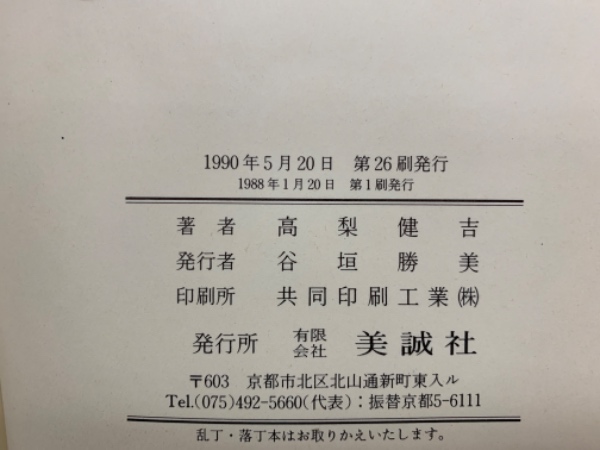 1990年5月20日 第26刷発行
1988年1月20日 第1刷発行
著者 高梨健吉
発行者 谷垣勝美
印刷所 共同印刷工業㈱
発行所 有限会社 美誠社
〒603 京都市北区北山通新町東入ル
Tel.(075)492-5660(代表)：振替京都5-6111
乱丁・落丁本はお取りかえいたします。